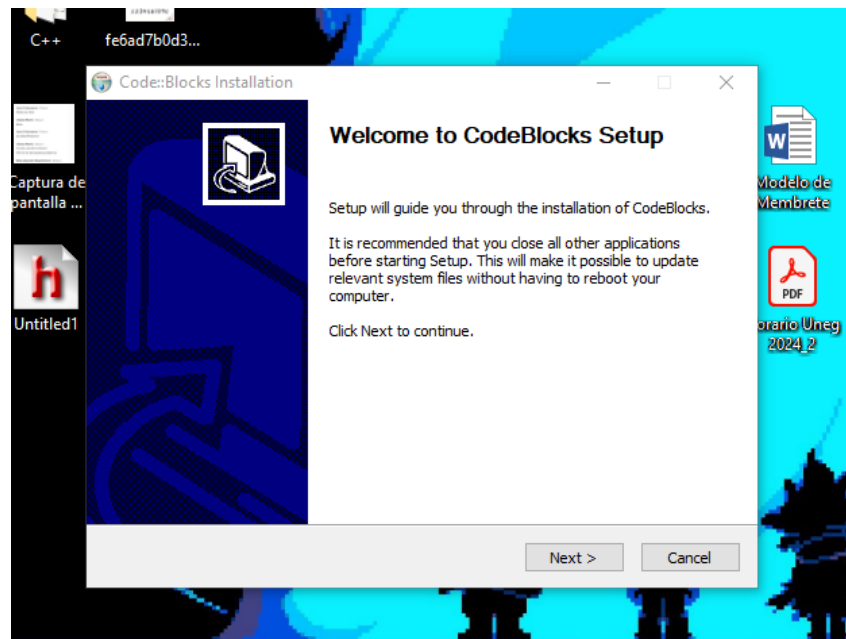 C++
fe6ad7b0d3...
Code::Blocks Installation
Welcome to CodeBlocks Setup
Setup will guide you through the installation of CodeBlocks.
It is recommended that you close all other applications
before starting Setup. This will make it possible to update
relevant system files without having to reboot your
computer.
Click Next to continue.
Next >
Cancel
Captura de
pantalla ...
Untitled1
W
Modelo de
Membrete
PDF
orario Uneg
2024_2